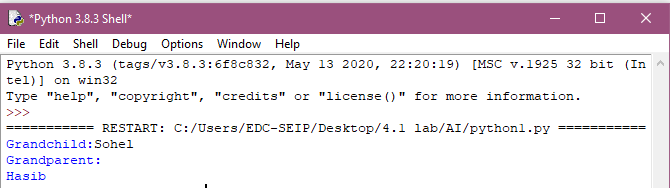 *Python 3.8.3 Shell*
File Edit Shell Debug Options Window Help
Python 3.8.3 (tags/v3.8.3:6f8c832, May 13 2020, 22:20:19) [MSC v.1925 32 bit (In
tel)] on win32
Type "help", "copyright", "credits" or "license()" for more information.
>>>
=========== RESTART: C:/Users/EDC-SEIP/Desktop/4.1 lab/AI/python1.py ===========
Grandchild:Sohel
Grandparent:
Hasib